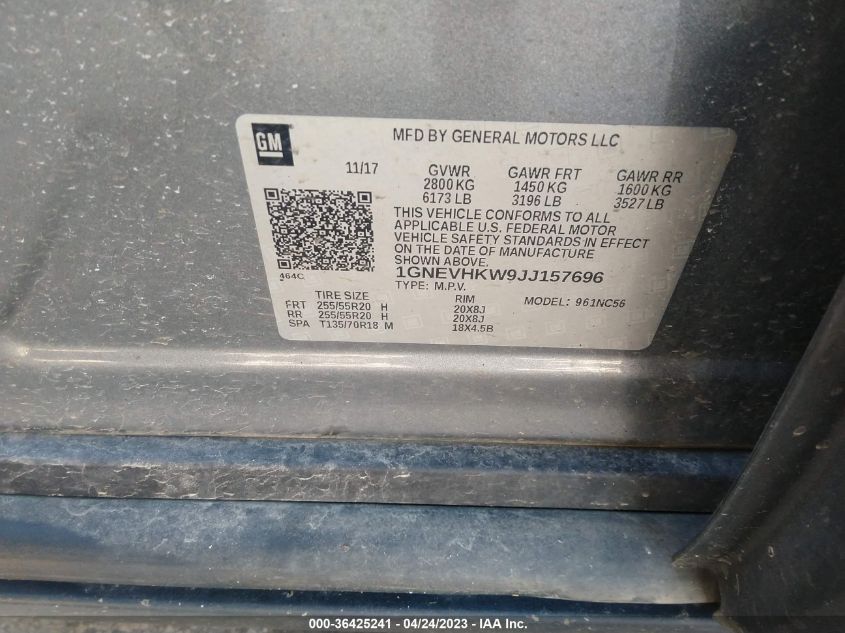 GM
MFD BY GENERAL MOTORS LLC
11/17 GVWR GAWR FRT GAWR RR
2800 KG 1450 KG 1600 KG
6173 LB 3196 LB 3527 LB
THIS VEHICLE CONFORMS TO ALL
APPLICABLE U.S. FEDERAL MOTOR
VEHICLE SAFETY STANDARDS IN EFFECT
ON THE DATE OF MANUFACTURE
SHOWN ABOVE.
464C 1GNEVHKW9JJ157696
TYPE: M.P.V.
TIRE SIZE RIM MODEL: 961NC56
FRT 255/55R20 H 20X8J
RR 255/55R20 H 20X8J
SPA T135/70R18 M 18X4.5B
000-36425241 - 04/24/2023 - IAA Inc.